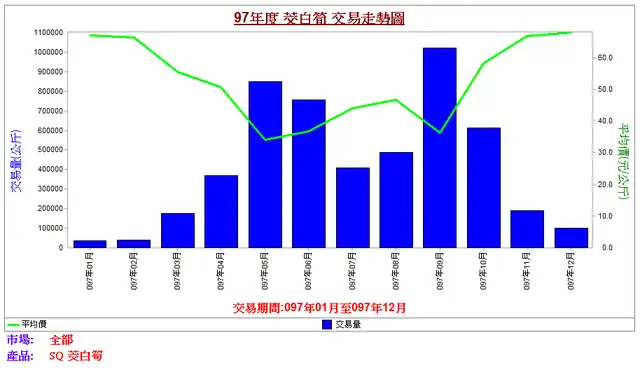 97年度 茭白筍 交易走勢圖
1100000
1000000
900000
800000
700000
600000
500000
400000
300000
200000
100000
0
交易量(公斤)
60.0
50.0
40.0
30.0
20.0
10.0
0.0
平均價(元/公斤)
097年01月
097年02月
097年03月
097年04月
097年05月
097年06月
097年07月
097年08月
097年09月
097年10月
097年11月
097年12月
交易期間:097年01月至097年12月
平均價 交易量
市場: 全部
產品: SQ 茭白筍